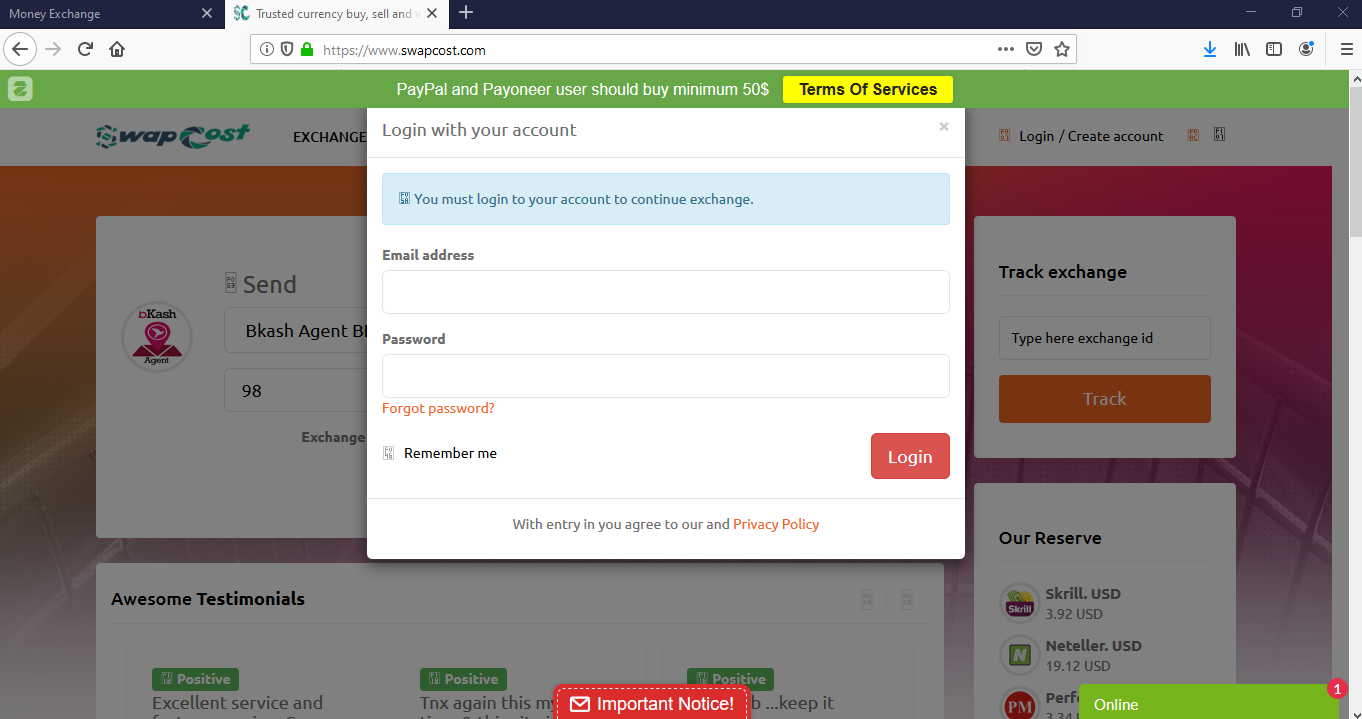 Money Exchange
Trusted currency buy, sell and
https://www.swapcost.com
PayPal and Payoneer user should buy minimum 50$ Terms Of Services
SwapCost
EXCHANGE
Login / Create account
Login with your account
×
You must login to your account to continue exchange.
Email address
Password
Forgot password?
Remember me
Login
With entry in you agree to our and Privacy Policy
Send
bKash
Agent
Bkash Agent
98
Exchange
Track exchange
Type here exchange id
Track
Our Reserve
Skrill
Skrill. USD
3.92 USD
N
Neteller. USD
19.12 USD
PM
3.34
Awesome Testimonials
Positive
Excellent service and
Positive
Tnx again this my
Positive
...keep it
Important Notice!
Online
1